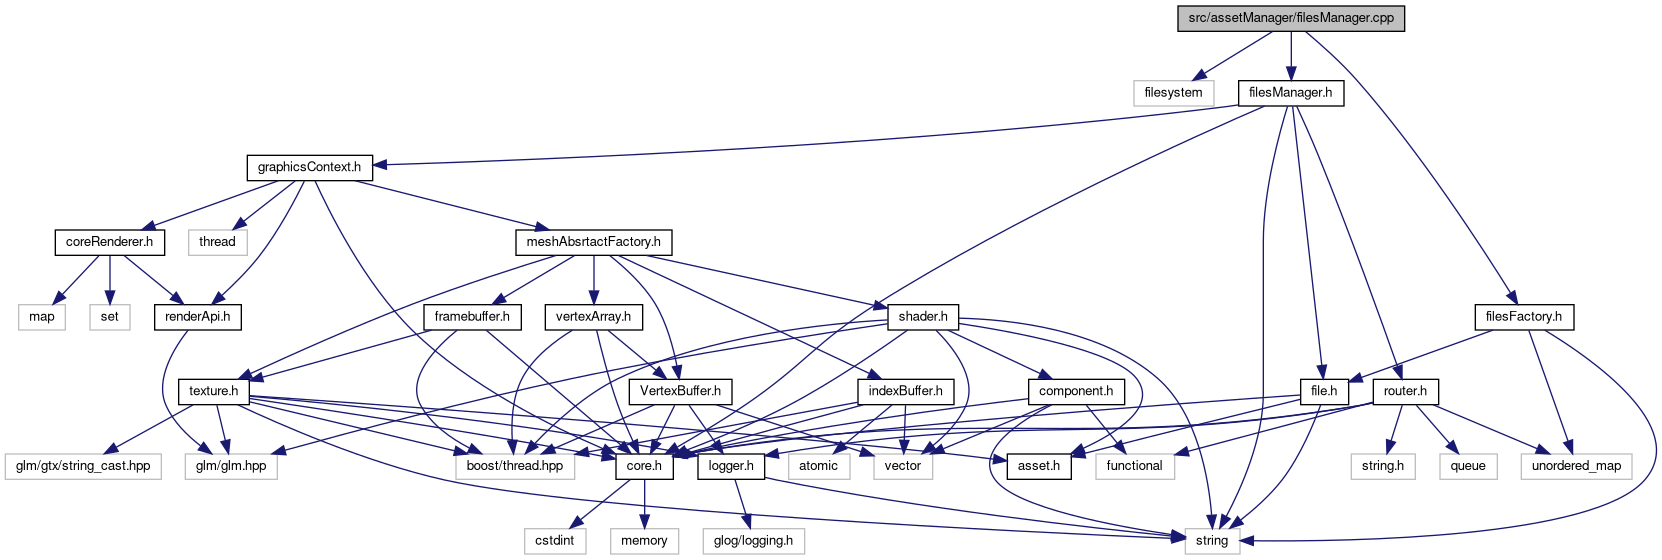 src/assetManager/filesManager.cpp
filesystem
filesManager.h
graphicsContext.h
coreRenderer.h
thread
meshAbsrtactFactory.h
map
set
renderApi.h
framebuffer.h
vertexArray.h
shader.h
filesFactory.h
texture.h
VertexBuffer.h
indexBuffer.h
component.h
file.h
router.h
glm/gtx/string_cast.hpp
glm/glm.hpp
boost/thread.hpp
core.h
logger.h
atomic
vector
asset.h
functional
string.h
queue
unordered_map
cstdint
memory
glog/logging.h
string